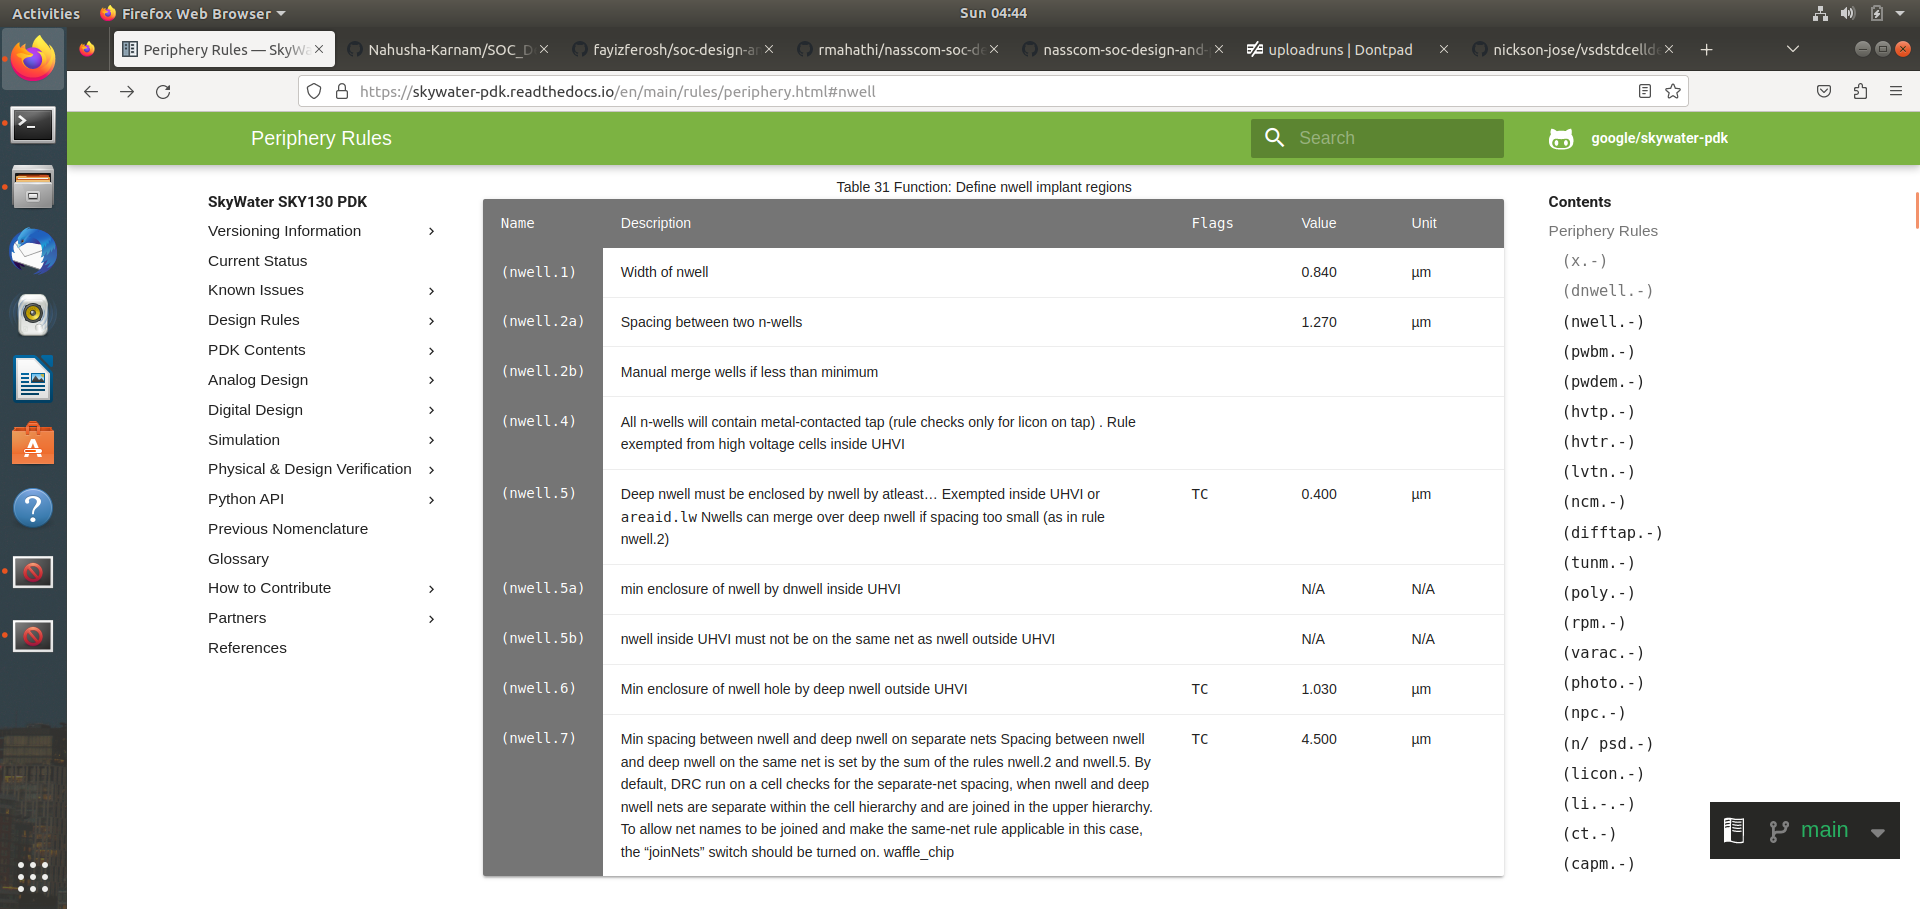 Activities
Firefox Web Browser
Sun 04:44
Periphery Rules — SkyWa
Nahusha-Karnam/SOC_D
fayizferosh/soc-design-a
rmahathi/nasscom-soc-de
nasscom-soc-design-and-
uploadruns | Dontpad
nickson-jose/vsdstdcellde
https://skywater-pdk.readthedocs.io/en/main/rules/periphery.html#nwell
Periphery Rules
Search
google/skywater-pdk
SkyWater SKY130 PDK
Versioning Information
Current Status
Known Issues
Design Rules
PDK Contents
Analog Design
Digital Design
Simulation
Physical & Design Verification
Python API
Previous Nomenclature
Glossary
How to Contribute
Partners
References
Table 31 Function: Define nwell implant regions
Name Description Flags Value Unit
(nwell.1) Width of nwell 0.840 µm
(nwell.2a) Spacing between two n-wells 1.270 µm
(nwell.2b) Manual merge wells if less than minimum
(nwell.4) All n-wells will contain metal-contacted tap (rule checks only for licon on tap) . Rule
exempted from high voltage cells inside UHVI
(nwell.5) Deep nwell must be enclosed by nwell by atleast… Exempted inside UHVI or TC 0.400 µm
areaid.lw Nwells can merge over deep nwell if spacing too small (as in rule
nwell.2)
(nwell.5a) min enclosure of nwell by dnwell inside UHVI N/A N/A
(nwell.5b) nwell inside UHVI must not be on the same net as nwell outside UHVI N/A N/A
(nwell.6) Min enclosure of nwell hole by deep nwell outside UHVI TC 1.030 µm
(nwell.7) Min spacing between nwell and deep nwell on separate nets Spacing between nwell TC 4.500 µm
and deep nwell on the same net is set by the sum of the rules nwell.2 and nwell.5. By
default, DRC run on a cell checks for the separate-net spacing, when nwell and deep
nwell nets are separate within the cell hierarchy and are joined in the upper hierarchy.
To allow net names to be joined and make the same-net rule applicable in this case,
the “joinNets” switch should be turned on. waffle_chip
Contents
Periphery Rules
(x.-)
(dnwell.-)
(nwell.-)
(pwbm.-)
(pwdem.-)
(hvtp.-)
(hvtr.-)
(lvtn.-)
(ncm.-)
(difftap.-)
(tunm.-)
(poly.-)
(rpm.-)
(varac.-)
(photo.-)
(npc.-)
(n/ psd.-)
(licon.-)
(li.-.-)
(ct.-)
(capm.-)
main